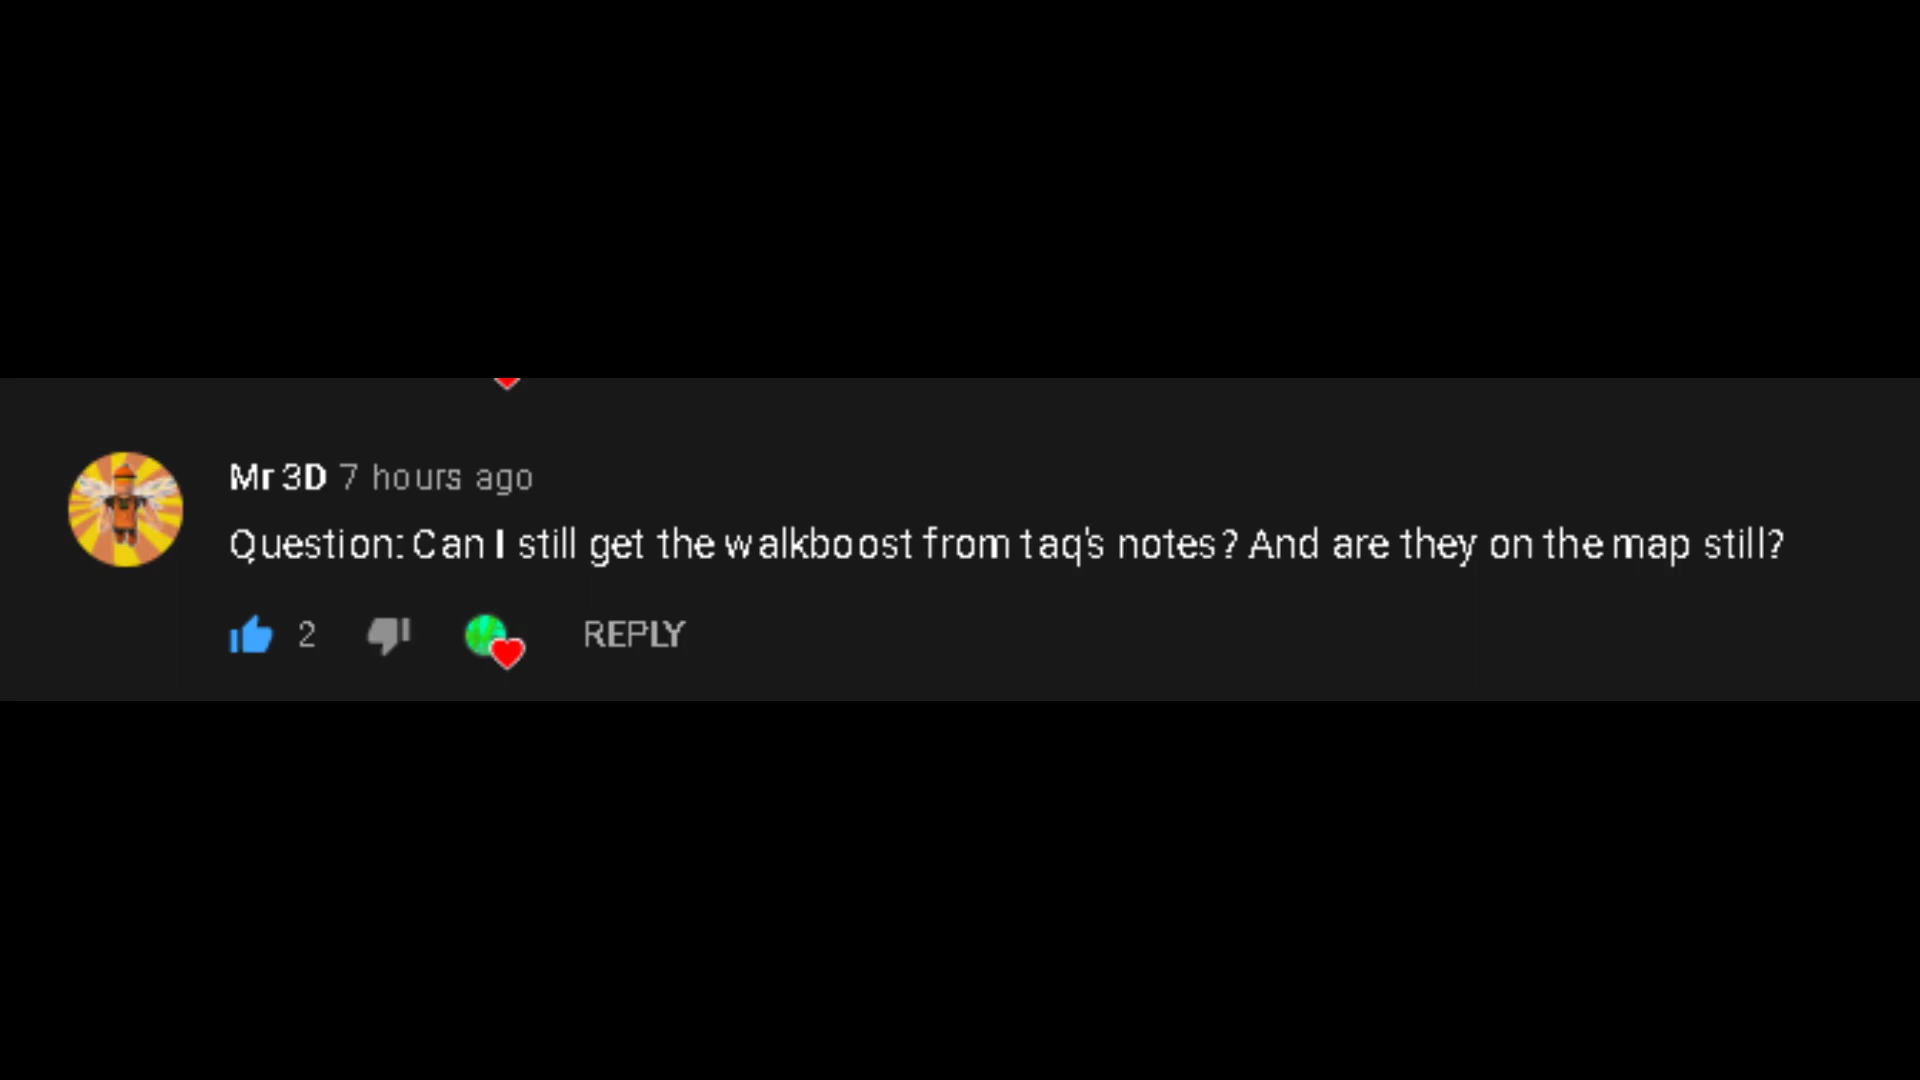 Mr 3D 7 hours ago
Question: Can I still get the walkboost from taq's notes? And are they on the map still?
2 REPLY